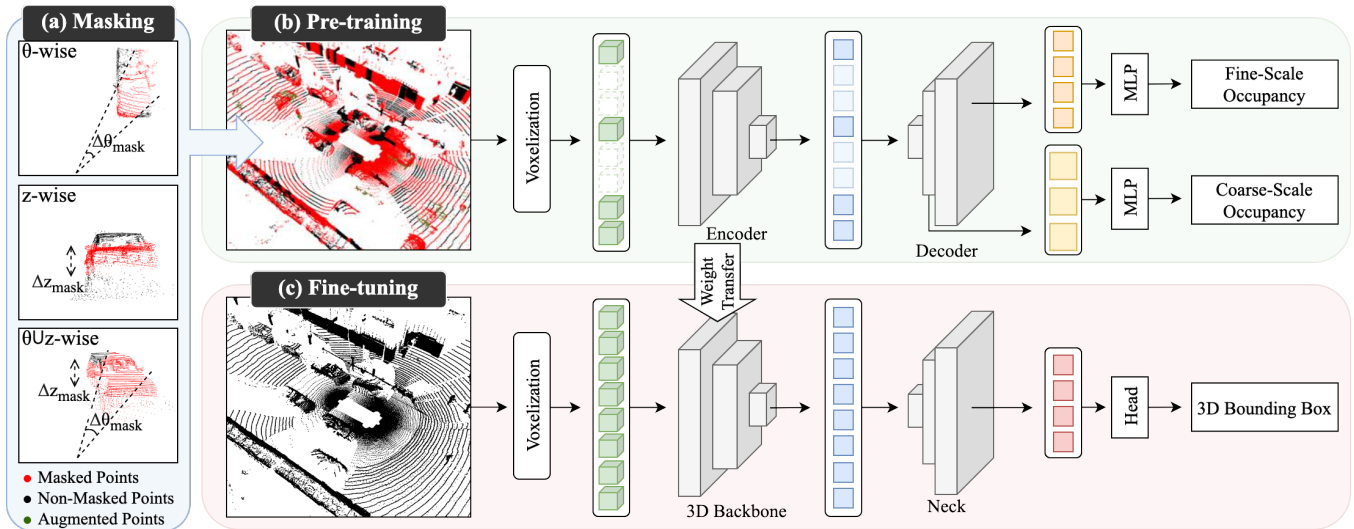 (a) Masking
θ-wise
Δθmask
z-wise
Δzmask
θUz-wise
Δzmask
Δθmask
Masked Points
Non-Masked Points
Augmented Points
(b) Pre-training
Voxelization
Encoder
Decoder
MLP
Fine-Scale
Occupancy
MLP
Coarse-Scale
Occupancy
Weight
Transfer
(c) Fine-tuning
Voxelization
3D Backbone
Neck
Head
3D Bounding Box